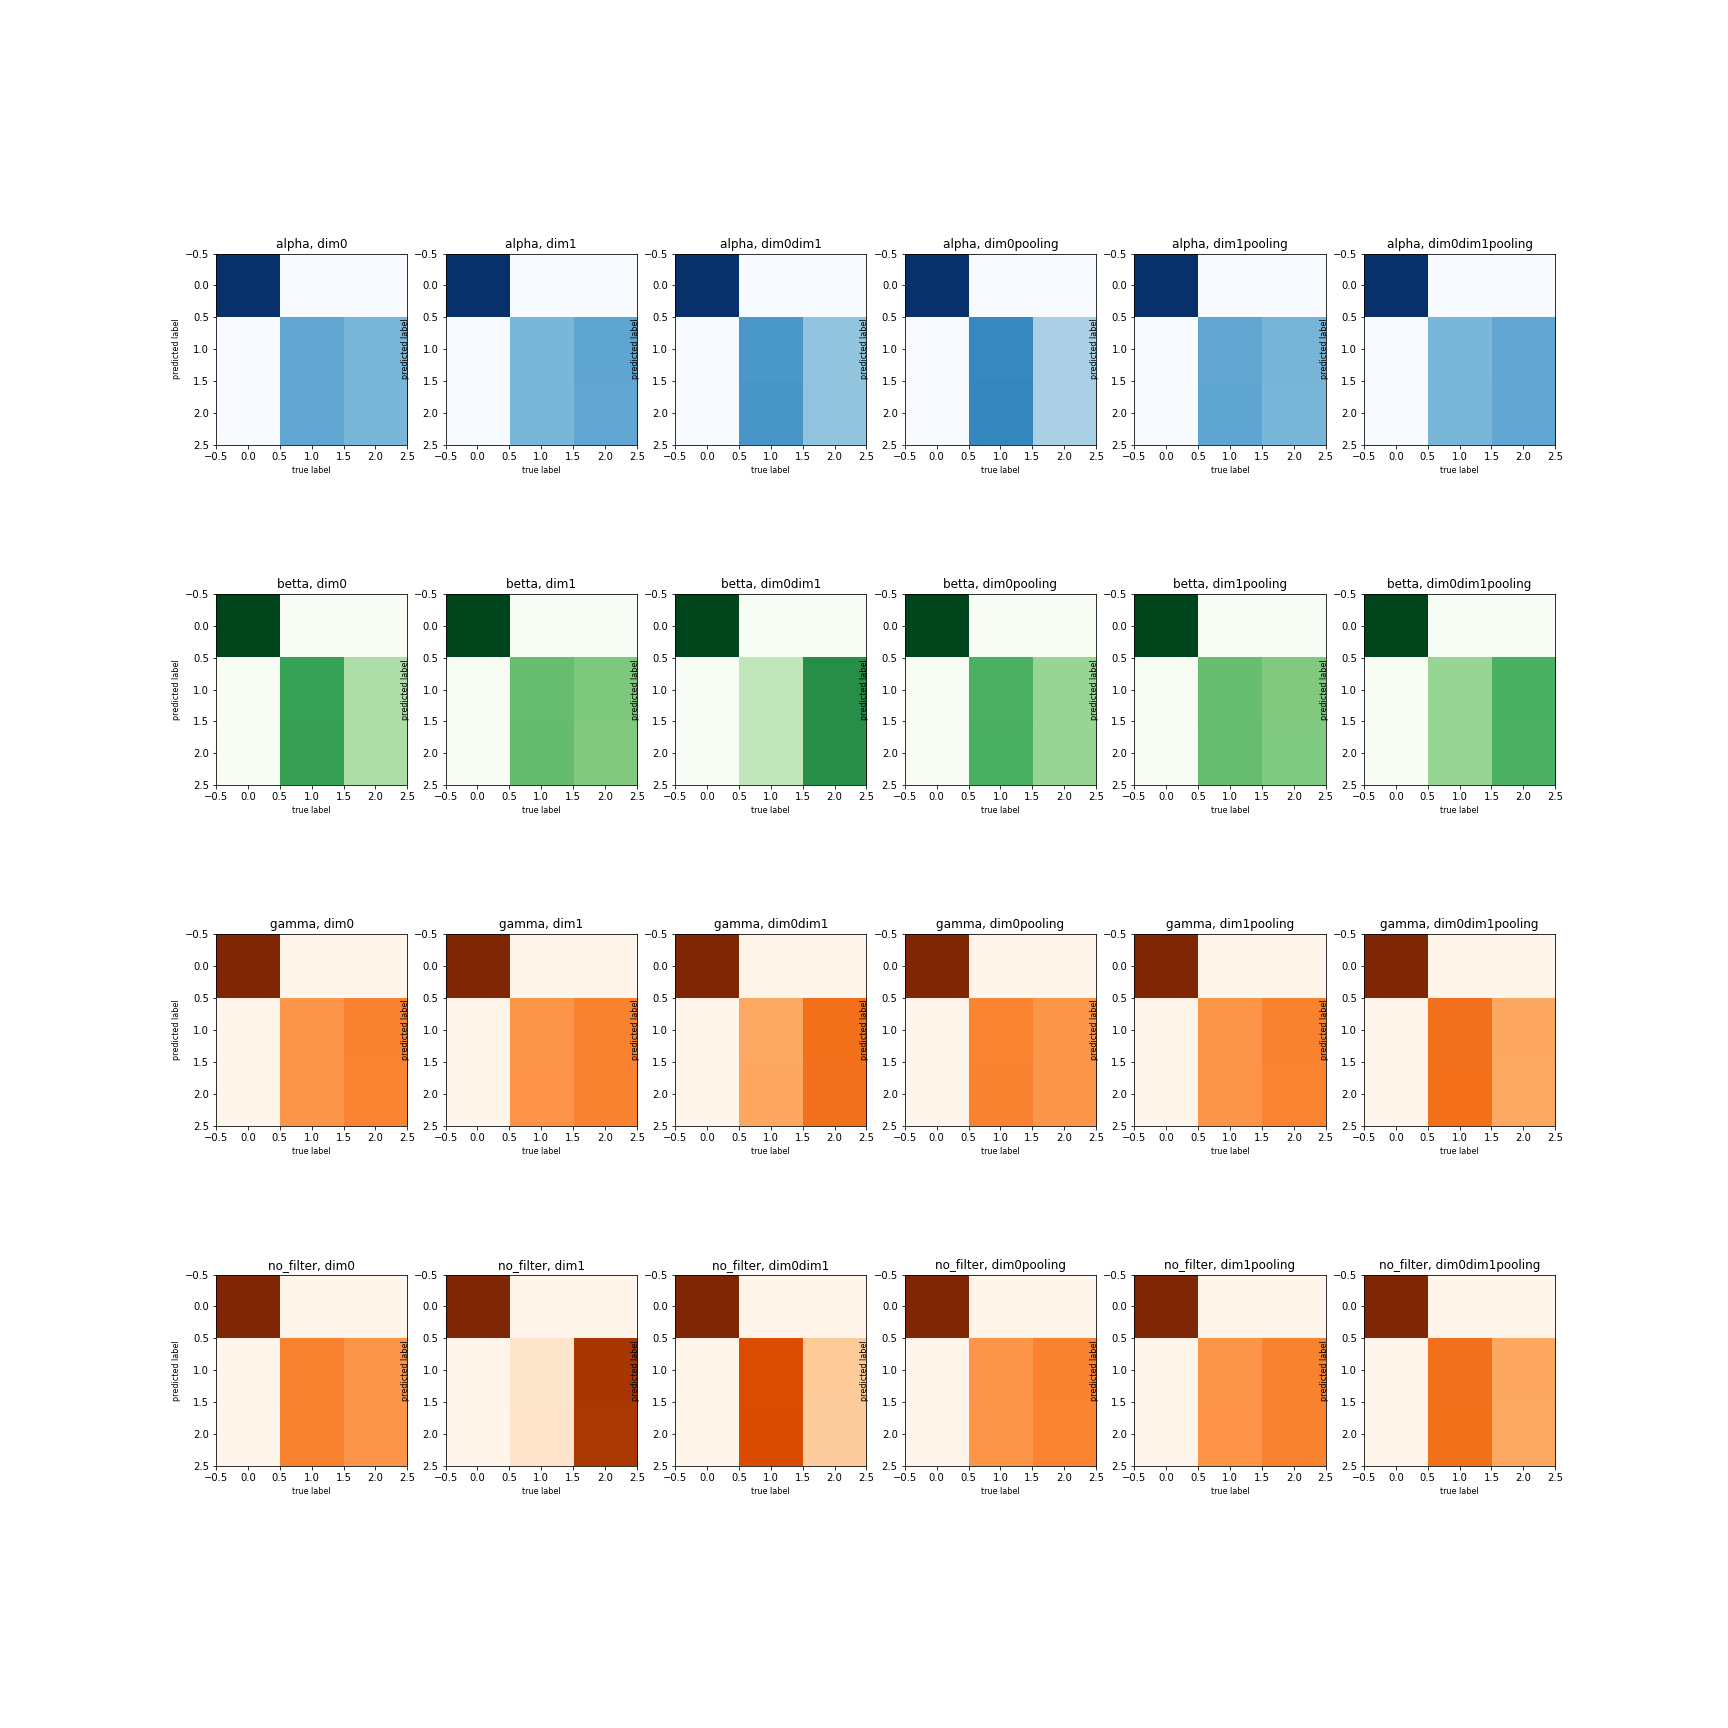 alpha, dim0 alpha, dim1 alpha, dim0dim1 alpha, dim0pooling alpha, dim1pooling alpha, dim0dim1pooling
−0.5 −0.5 −0.5 −0.5 −0.5 −0.5
0.0 0.0 0.0 0.0 0.0 0.0
0.5 0.5 0.5 0.5 0.5 0.5
predicted label predicted label predicted label predicted label predicted label predicted label
1.0 1.0 1.0 1.0 1.0 1.0
1.5 1.5 1.5 1.5 1.5 1.5
2.0 2.0 2.0 2.0 2.0 2.0
2.5 2.5 2.5 2.5 2.5 2.5
−0.5 0.0 0.5 1.0 1.5 2.0 2.5 −0.5 0.0 0.5 1.0 1.5 2.0 2.5 −0.5 0.0 0.5 1.0 1.5 2.0 2.5 −0.5 0.0 0.5 1.0 1.5 2.0 2.5 −0.5 0.0 0.5 1.0 1.5 2.0 2.5 −0.5 0.0 0.5 1.0 1.5 2.0 2.5
true label true label true label true label true label true label
betta, dim0 betta, dim1 betta, dim0dim1 betta, dim0pooling betta, dim1pooling betta, dim0dim1pooling
−0.5 −0.5 −0.5 −0.5 −0.5 −0.5
0.0 0.0 0.0 0.0 0.0 0.0
0.5 0.5 0.5 0.5 0.5 0.5
predicted label predicted label predicted label predicted label predicted label predicted label
1.0 1.0 1.0 1.0 1.0 1.0
1.5 1.5 1.5 1.5 1.5 1.5
2.0 2.0 2.0 2.0 2.0 2.0
2.5 2.5 2.5 2.5 2.5 2.5
−0.5 0.0 0.5 1.0 1.5 2.0 2.5 −0.5 0.0 0.5 1.0 1.5 2.0 2.5 −0.5 0.0 0.5 1.0 1.5 2.0 2.5 −0.5 0.0 0.5 1.0 1.5 2.0 2.5 −0.5 0.0 0.5 1.0 1.5 2.0 2.5 −0.5 0.0 0.5 1.0 1.5 2.0 2.5
true label true label true label true label true label true label
gamma, dim0 gamma, dim1 gamma, dim0dim1 gamma, dim0pooling gamma, dim1pooling gamma, dim0dim1pooling
−0.5 −0.5 −0.5 −0.5 −0.5 −0.5
0.0 0.0 0.0 0.0 0.0 0.0
0.5 0.5 0.5 0.5 0.5 0.5
predicted label predicted label predicted label predicted label predicted label predicted label
1.0 1.0 1.0 1.0 1.0 1.0
1.5 1.5 1.5 1.5 1.5 1.5
2.0 2.0 2.0 2.0 2.0 2.0
2.5 2.5 2.5 2.5 2.5 2.5
−0.5 0.0 0.5 1.0 1.5 2.0 2.5 −0.5 0.0 0.5 1.0 1.5 2.0 2.5 −0.5 0.0 0.5 1.0 1.5 2.0 2.5 −0.5 0.0 0.5 1.0 1.5 2.0 2.5 −0.5 0.0 0.5 1.0 1.5 2.0 2.5 −0.5 0.0 0.5 1.0 1.5 2.0 2.5
true label true label true label true label true label true label
no_filter, dim0 no_filter, dim1 no_filter, dim0dim1 no_filter, dim0pooling no_filter, dim1pooling no_filter, dim0dim1pooling
−0.5 −0.5 −0.5 −0.5 −0.5 −0.5
0.0 0.0 0.0 0.0 0.0 0.0
0.5 0.5 0.5 0.5 0.5 0.5
predicted label predicted label predicted label predicted label predicted label predicted label
1.0 1.0 1.0 1.0 1.0 1.0
1.5 1.5 1.5 1.5 1.5 1.5
2.0 2.0 2.0 2.0 2.0 2.0
2.5 2.5 2.5 2.5 2.5 2.5
−0.5 0.0 0.5 1.0 1.5 2.0 2.5 −0.5 0.0 0.5 1.0 1.5 2.0 2.5 −0.5 0.0 0.5 1.0 1.5 2.0 2.5 −0.5 0.0 0.5 1.0 1.5 2.0 2.5 −0.5 0.0 0.5 1.0 1.5 2.0 2.5 −0.5 0.0 0.5 1.0 1.5 2.0 2.5
true label true label true label true label true label true label